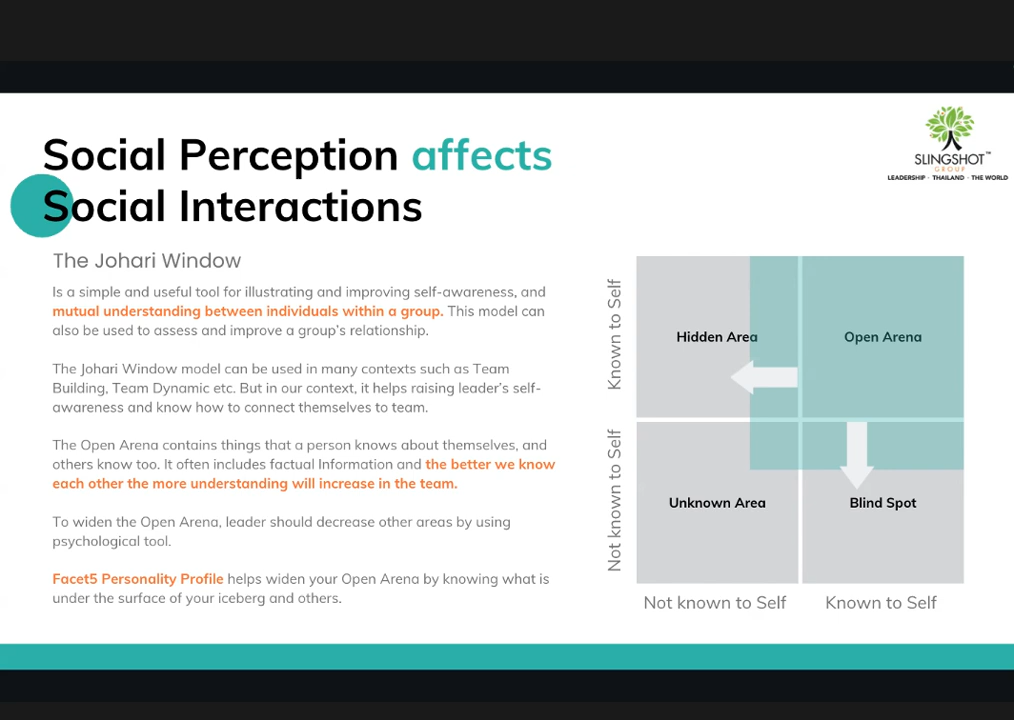 Social Perception affects
Social Interactions
SLINGSHOT™
GROUP
LEADERSHIP · THAILAND · THE WORLD
The Johari Window
Is a simple and useful tool for illustrating and improving self-awareness, and
mutual understanding between individuals within a group. This model can
also be used to assess and improve a group's relationship.
The Johari Window model can be used in many contexts such as Team
Building, Team Dynamic etc. But in our context, it helps raising leader's self-
awareness and know how to connect themselves to team.
The Open Arena contains things that a person knows about themselves, and
others know too. It often includes factual Information and the better we know
each other the more understanding will increase in the team.
To widen the Open Arena, leader should decrease other areas by using
psychological tool.
Facet5 Personality Profile helps widen your Open Arena by knowing what is
under the surface of your iceberg and others.
Known to Self
Hidden Area
Open Arena
Not known to Self
Unknown Area
Blind Spot
Not known to Self
Known to Self